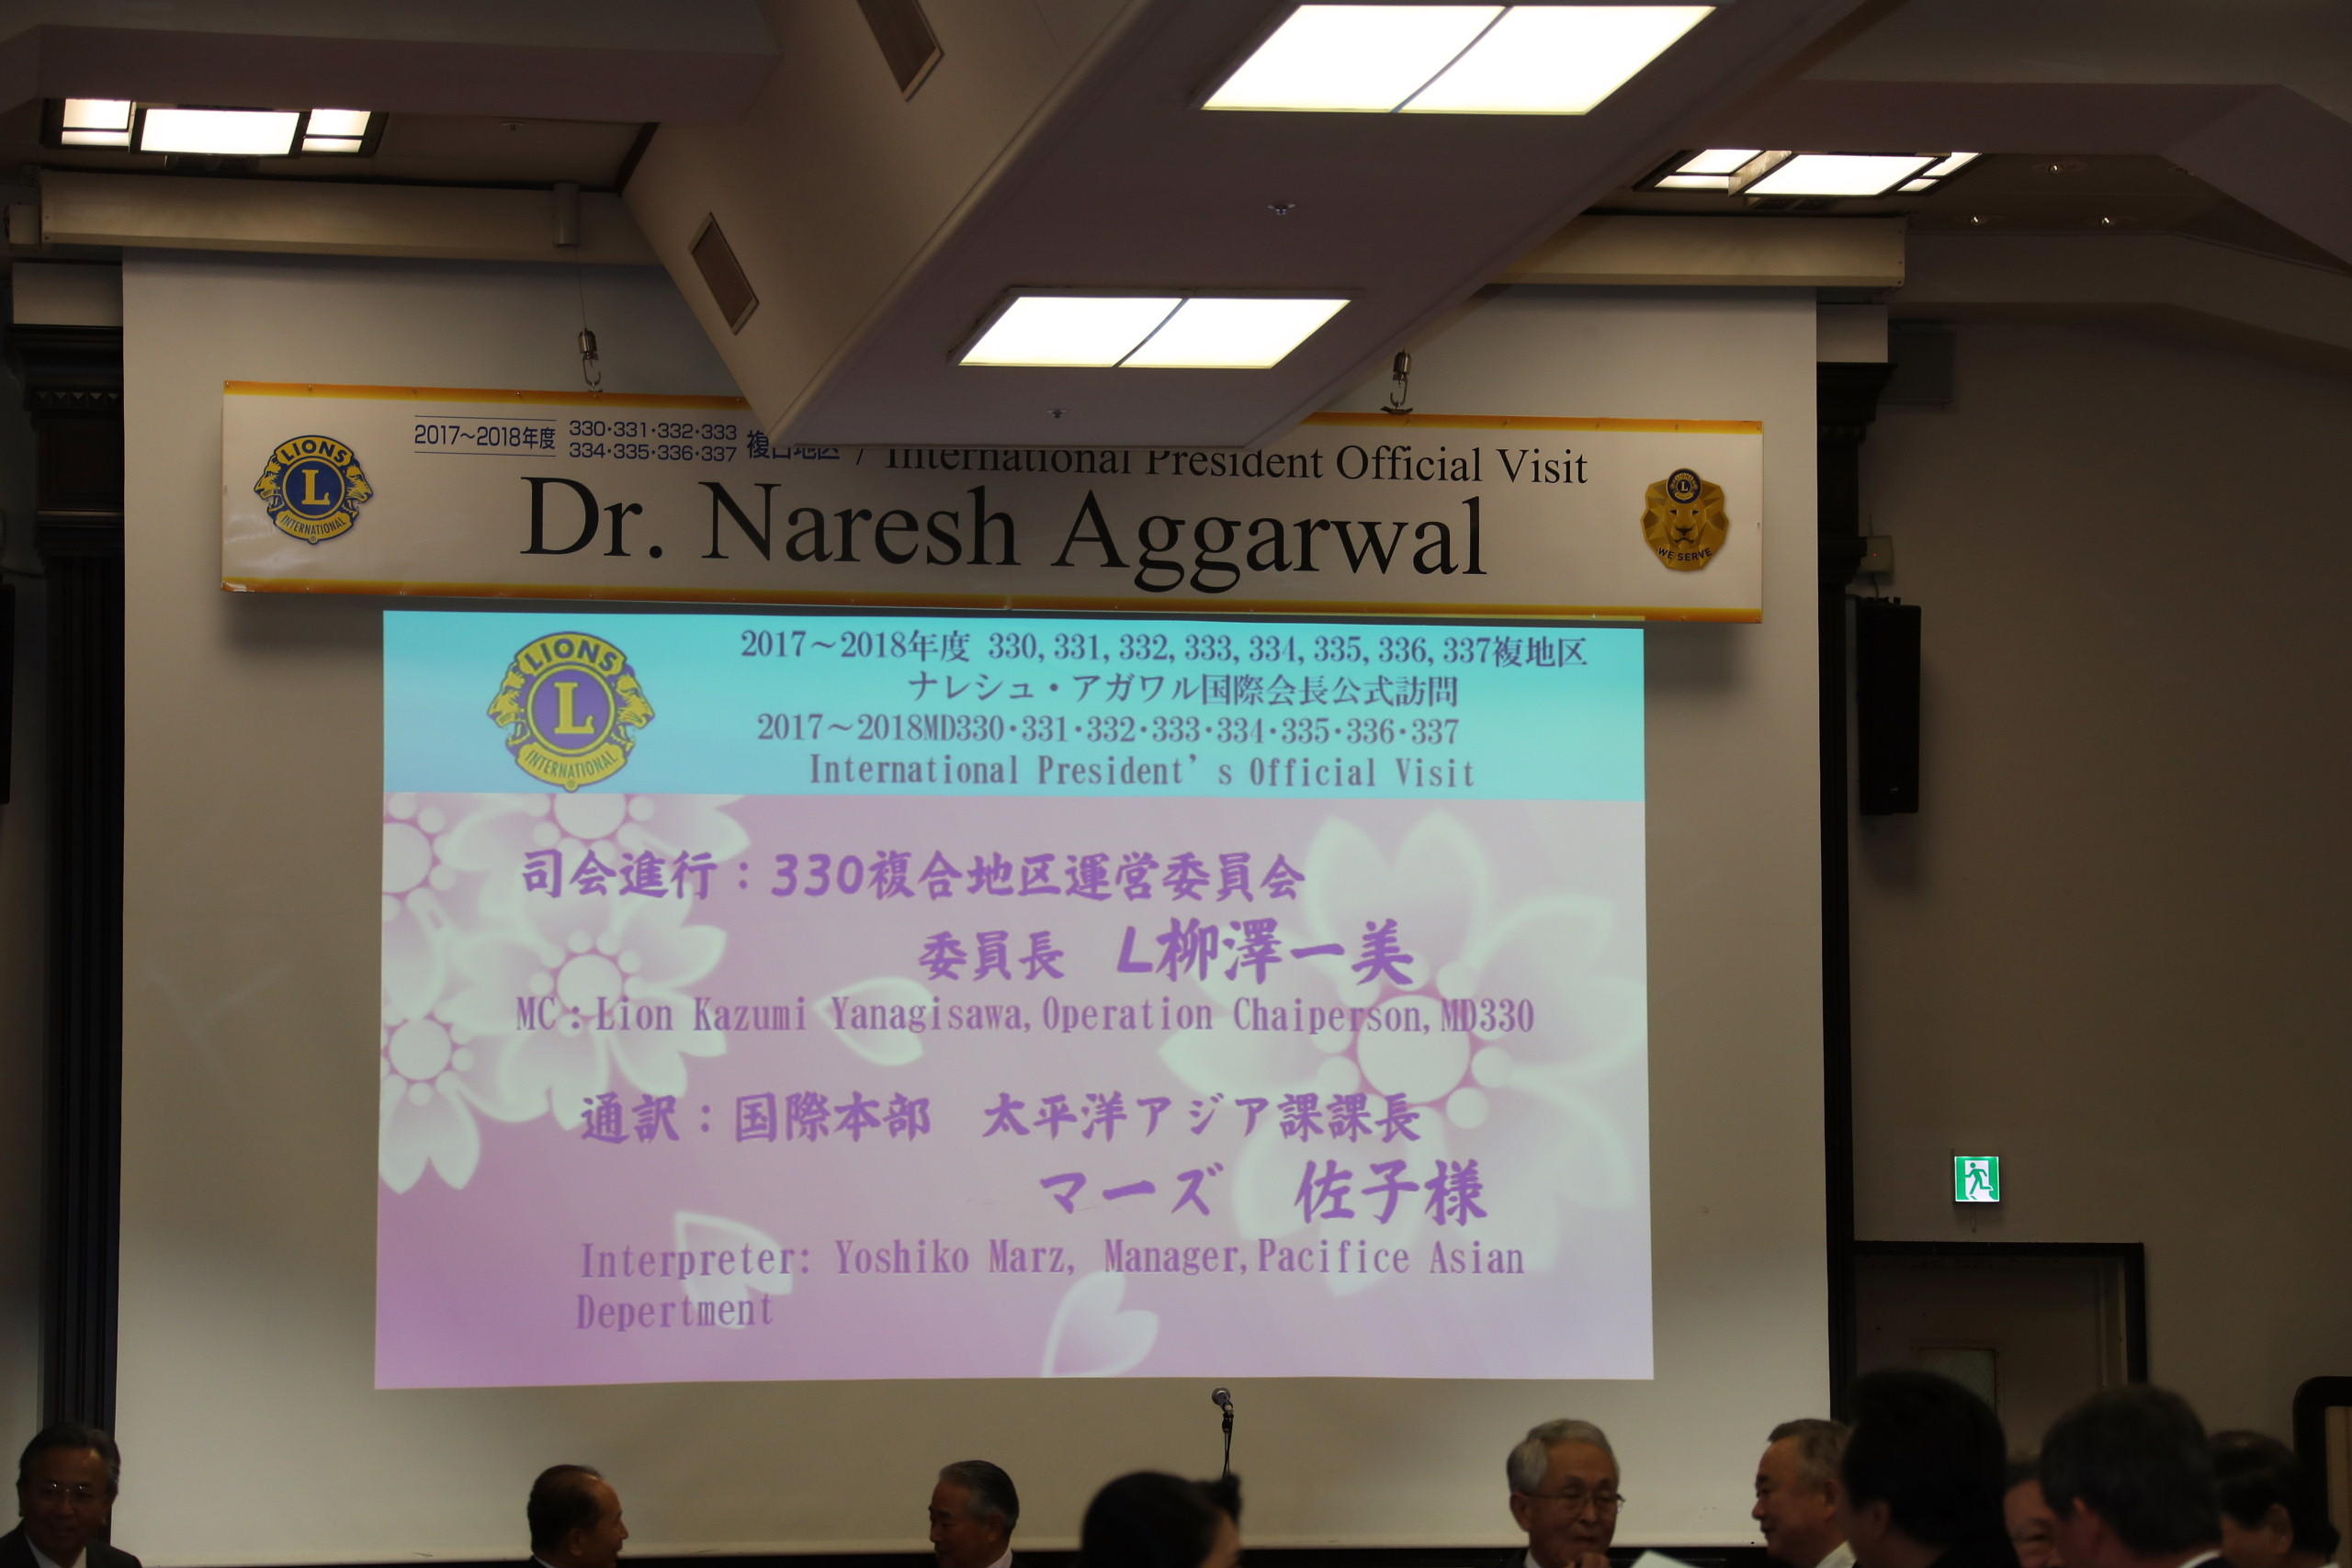 2017～2018年度 330・331・332・333
334・335・336・337 複合地区 / International President Official Visit
Dr. Naresh Aggarwal
LIONS
L
INTERNATIONAL
L
WE SERVE
LIONS
L
INTERNATIONAL
2017～2018年度 330,331,332,333,334,335,336,337複地区
ナレシュ・アガワル国際会長公式訪問
2017～2018MD330・331・332・333・334・335・336・337
International President's Official Visit
司会進行：330複合地区運営委員会
委員長 L柳澤一美
MC：Lion Kazumi Yanagisawa,Operation Chaiperson,MD330
通訳：国際本部 太平洋アジア課課長
マーズ 佐子様
Interpreter: Yoshiko Marz, Manager,Pacifice Asian
Depertment